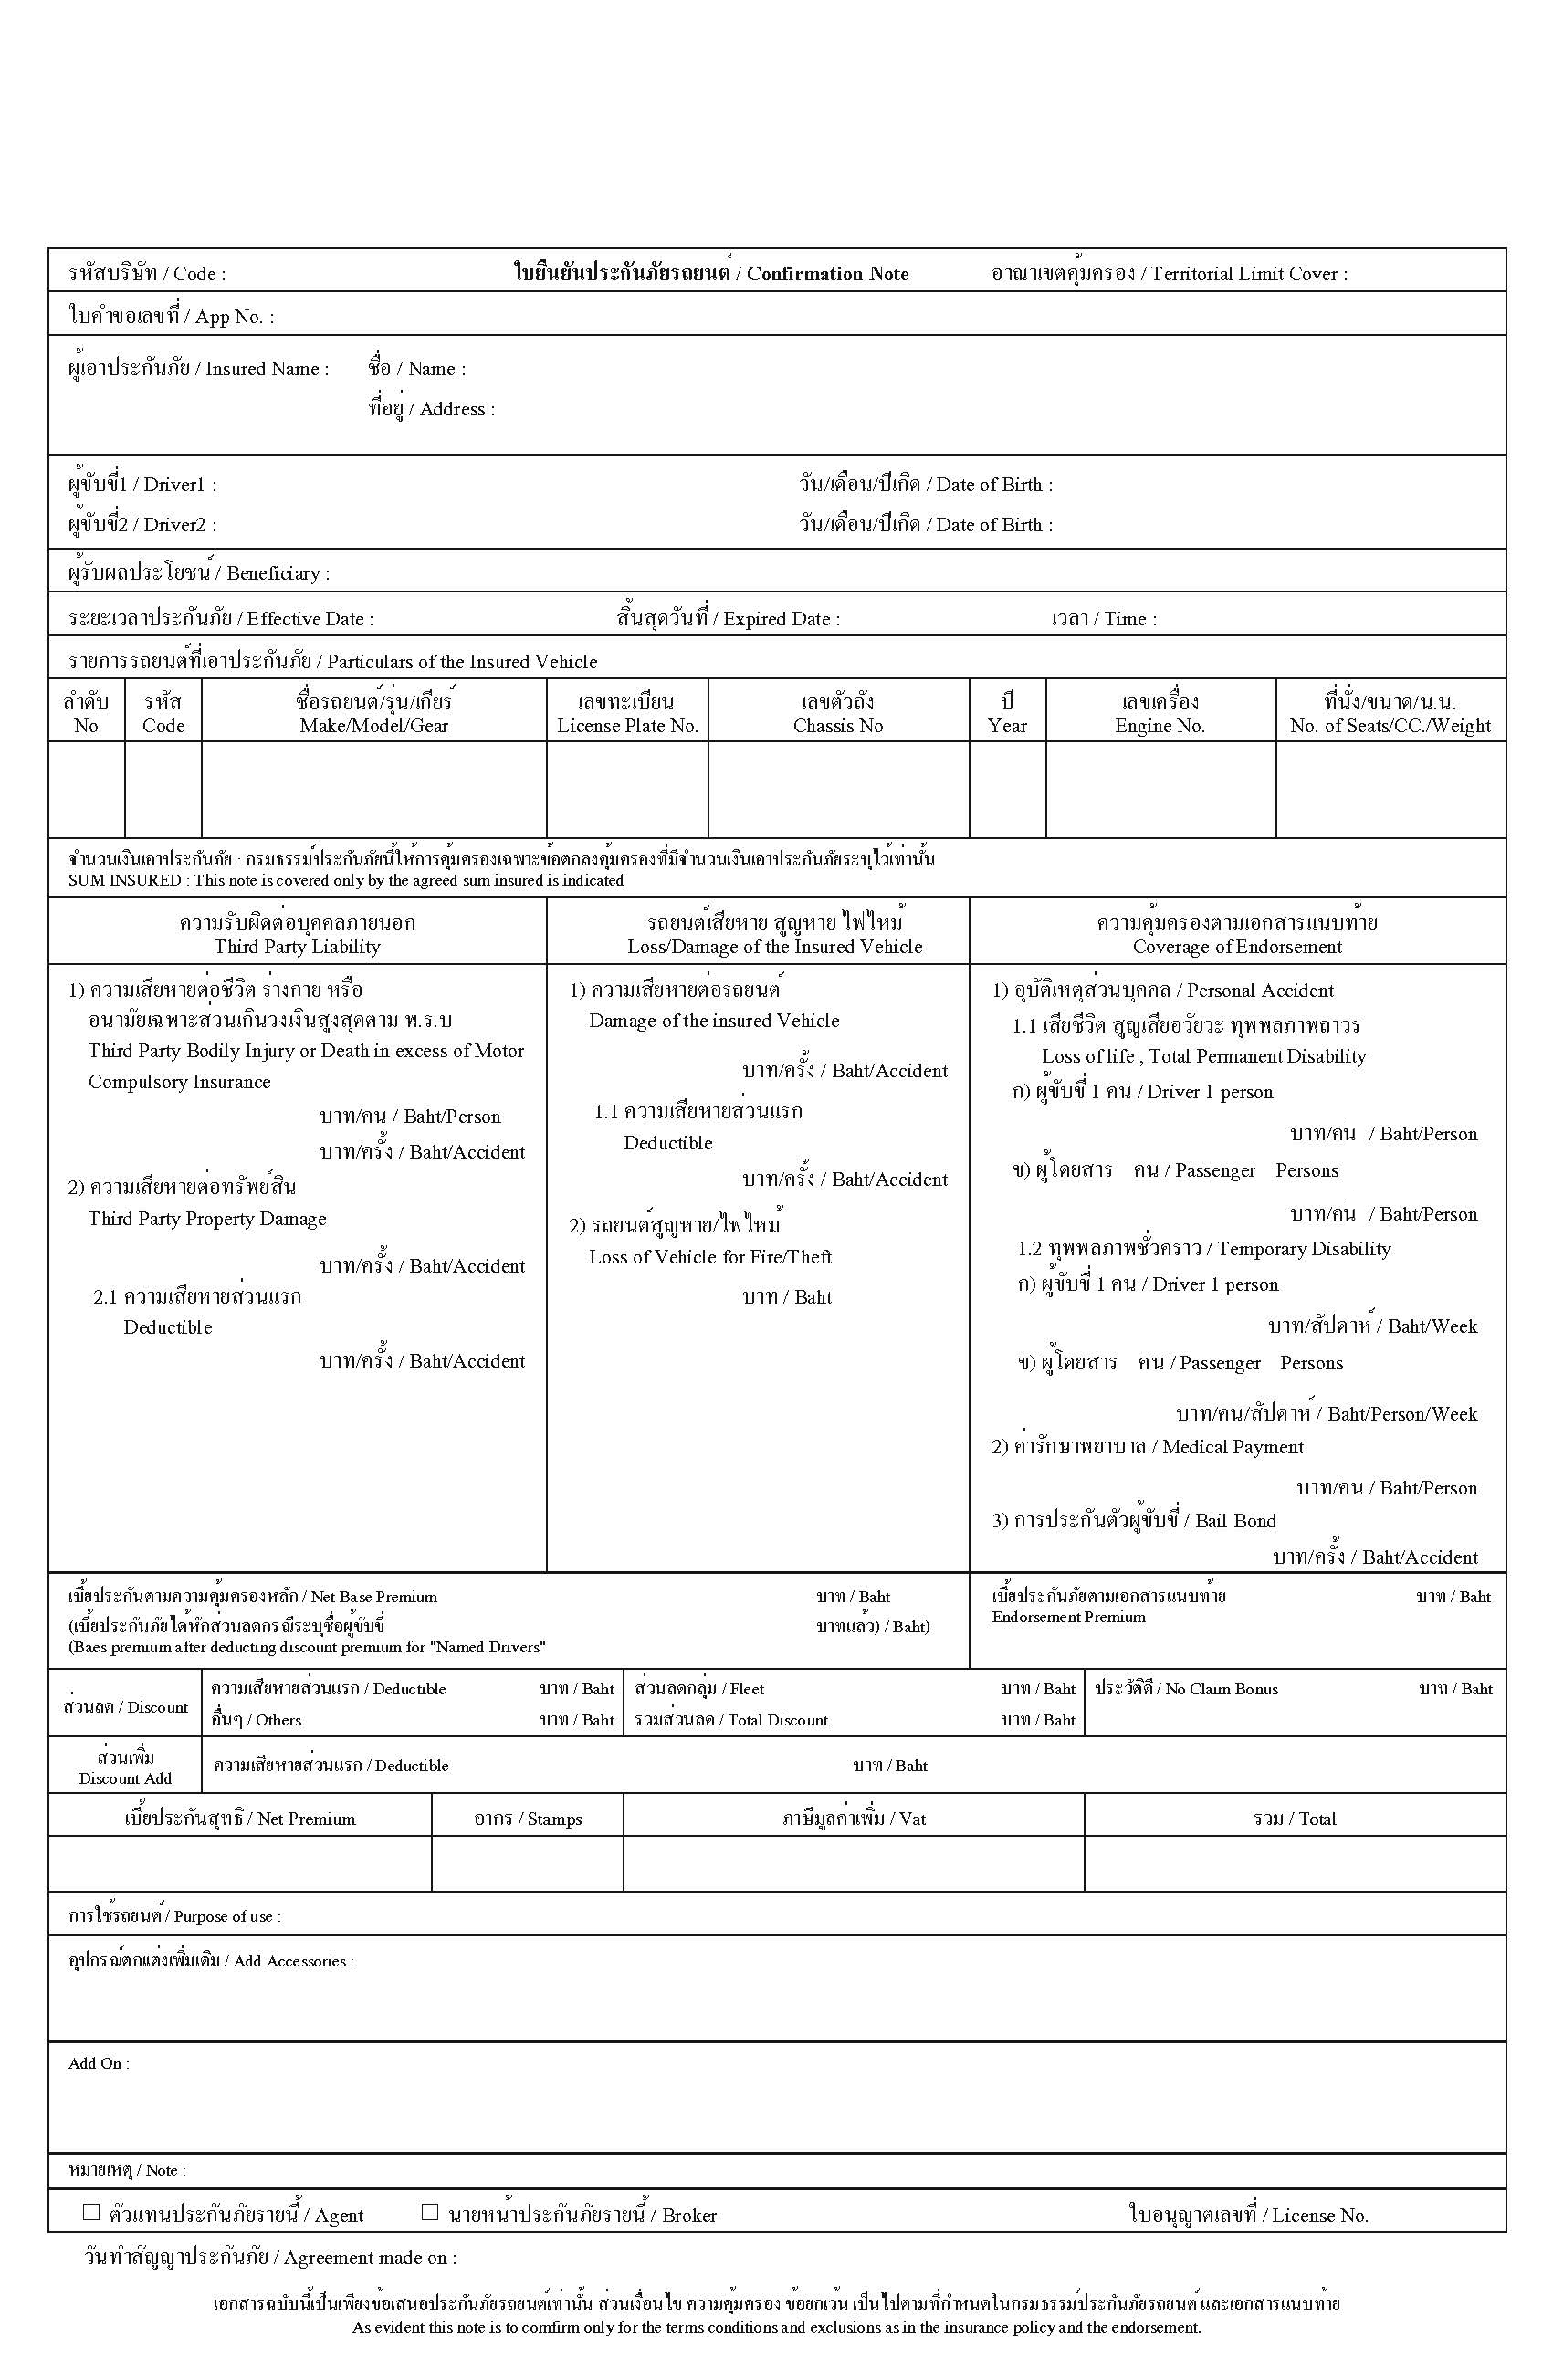 รหัสบริษัท / Code : ใบยืนยันประกันภัยรถยนต์ / Confirmation Note อาณาเขตคุ้มครอง / Territorial Limit Cover :
ใบคำขอเลขที่ / App No. :
ผู้เอาประกันภัย / Insured Name : ชื่อ / Name :
ที่อยู่ / Address :
ผู้ขับขี่1 / Driver1 : วัน/เดือน/ปีเกิด / Date of Birth :
ผู้ขับขี่2 / Driver2 : วัน/เดือน/ปีเกิด / Date of Birth :
ผู้รับผลประโยชน์ / Beneficiary :
ระยะเวลาประกันภัย / Effective Date : สิ้นสุดวันที่ / Expired Date : เวลา / Time :
รายการรถยนต์ที่เอาประกันภัย / Particulars of the Insured Vehicle
ลำดับ รหัส ชื่อรถยนต์/รุ่น/เกียร์ เลขทะเบียน เลขตัวถัง ปี เลขเครื่อง ที่นั่ง/ขนาด/น.น.
No Code Make/Model/Gear License Plate No. Chassis No Year Engine No. No. of Seats/CC./Weight
จำนวนเงินเอาประกันภัย : กรมธรรม์ประกันภัยนี้ให้การคุ้มครองเฉพาะข้อตกลงคุ้มครองที่มีจำนวนเงินเอาประกันภัยระบุไว้เท่านั้น
SUM INSURED : This note is covered only by the agreed sum insured is indicated
ความรับผิดต่อบุคคลภายนอก
Third Party Liability
1) ความเสียหายต่อชีวิต ร่างกาย หรือ
อนามัยเฉพาะส่วนเกินวงเงินสูงสุดตาม พ.ร.บ
Third Party Bodily Injury or Death in excess of Motor
Compulsory Insurance
บาท/คน / Baht/Person
บาท/ครั้ง / Baht/Accident
2) ความเสียหายต่อทรัพย์สิน
Third Party Property Damage
บาท/ครั้ง / Baht/Accident
2.1 ความเสียหายส่วนแรก
Deductible
บาท/ครั้ง / Baht/Accident
รถยนต์เสียหาย สูญหาย ไฟไหม้
Loss/Damage of the Insured Vehicle
1) ความเสียหายต่อรถยนต์
Damage of the insured Vehicle
บาท/ครั้ง / Baht/Accident
1.1 ความเสียหายส่วนแรก
Deductible
บาท/ครั้ง / Baht/Accident
2) รถยนต์สูญหาย/ไฟไหม้
Loss of Vehicle for Fire/Theft
บาท / Baht
ความคุ้มครองตามเอกสารแนบท้าย
Coverage of Endorsement
1) อุบัติเหตุส่วนบุคคล / Personal Accident
1.1 เสียชีวิต สูญเสียอวัยวะ ทุพพลภาพถาวร
Loss of life , Total Permanent Disability
ก) ผู้ขับขี่ 1 คน / Driver 1 person
บาท/คน / Baht/Person
ข) ผู้โดยสาร คน / Passenger Persons
บาท/คน / Baht/Person
1.2 ทุพพลภาพชั่วคราว / Temporary Disability
ก) ผู้ขับขี่ 1 คน / Driver 1 person
บาท/สัปดาห์ / Baht/Week
ข) ผู้โดยสาร คน / Passenger Persons
บาท/คน/สัปดาห์ / Baht/Person/Week
2) ค่ารักษาพยาบาล / Medical Payment
บาท/คน / Baht/Person
3) การประกันตัวผู้ขับขี่ / Bail Bond
บาท/ครั้ง / Baht/Accident
เบี้ยประกันตามความคุ้มครองหลัก / Net Base Premium บาท / Baht
(เบี้ยประกันภัยได้หักส่วนลดกรณีระบุชื่อผู้ขับขี่ บาทแล้ว) / Baht)
(Baes premium after deducting discount premium for "Named Drivers"
เบี้ยประกันภัยตามเอกสารแนบท้าย บาท / Baht
Endorsement Premium
ส่วนลด / Discount
ความเสียหายส่วนแรก / Deductible บาท / Baht ส่วนลดกลุ่ม / Fleet บาท / Baht ประวัติดี / No Claim Bonus บาท / Baht
อื่นๆ / Others บาท / Baht รวมส่วนลด / Total Discount บาท / Baht
ส่วนเพิ่ม
Discount Add
ความเสียหายส่วนแรก / Deductible บาท / Baht
เบี้ยประกันสุทธิ / Net Premium อากร / Stamps ภาษีมูลค่าเพิ่ม / Vat รวม / Total
การใช้รถยนต์ / Purpose of use :
อุปกรณ์ตกแต่งเพิ่มเติม / Add Accessories :
Add On :
หมายเหตุ / Note :
☐ ตัวแทนประกันภัยรายนี้ / Agent ☐ นายหน้าประกันภัยรายนี้ / Broker ใบอนุญาตเลขที่ / License No.
วันทำสัญญาประกันภัย / Agreement made on :
เอกสารฉบับนี้เป็นเพียงข้อเสนอประกันภัยรถยนต์เท่านั้น ส่วนเงื่อนไข ความคุ้มครอง ข้อยกเว้น เป็นไปตามที่กำหนดในกรมธรรม์ประกันภัยรถยนต์ และเอกสารแนบท้าย
As evident this note is to comfirm only for the terms conditions and exclusions as in the insurance policy and the endorsement.